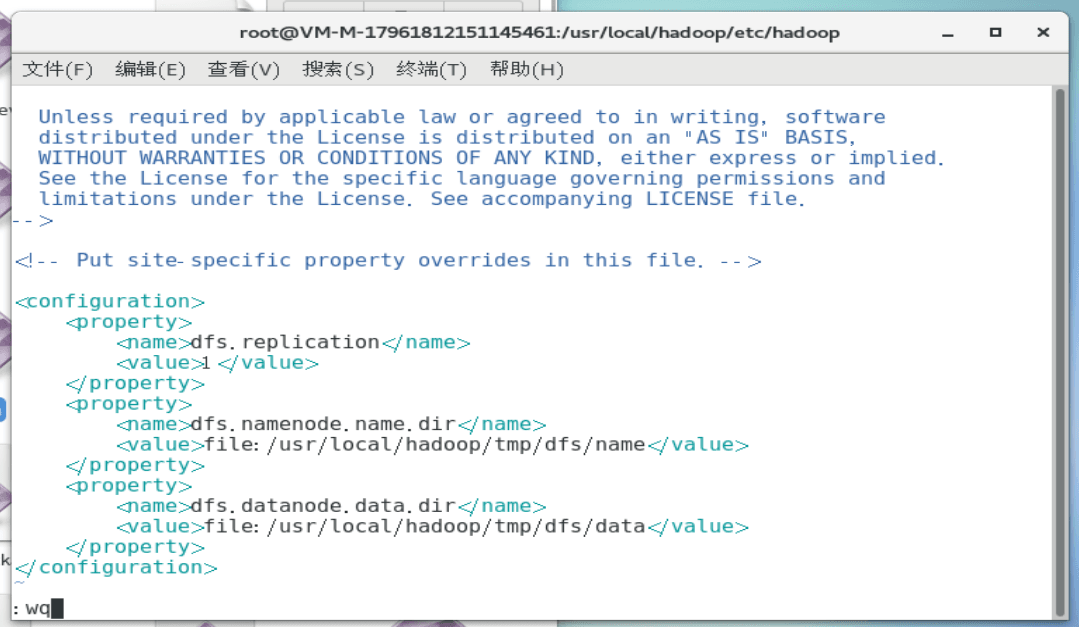 root@VM-M-17961812151145461:/usr/local/hadoop/etc/hadoop
文件(F) 编辑(E) 查看(V) 搜索(S) 终端(T) 帮助(H)
Unless required by applicable law or agreed to in writing, software
distributed under the License is distributed on an "AS IS" BASIS,
WITHOUT WARRANTIES OR CONDITIONS OF ANY KIND, either express or implied.
See the License for the specific language governing permissions and
limitations under the License. See accompanying LICENSE file.
-->
<!-- Put site-specific property overrides in this file. -->
<configuration>
<property>
<name>dfs.replication</name>
<value>1</value>
</property>
<property>
<name>dfs.namenode.name.dir</name>
<value>file:/usr/local/hadoop/tmp/dfs/name</value>
</property>
<property>
<name>dfs.datanode.data.dir</name>
<value>file:/usr/local/hadoop/tmp/dfs/data</value>
</property>
</configuration>
~
:wq